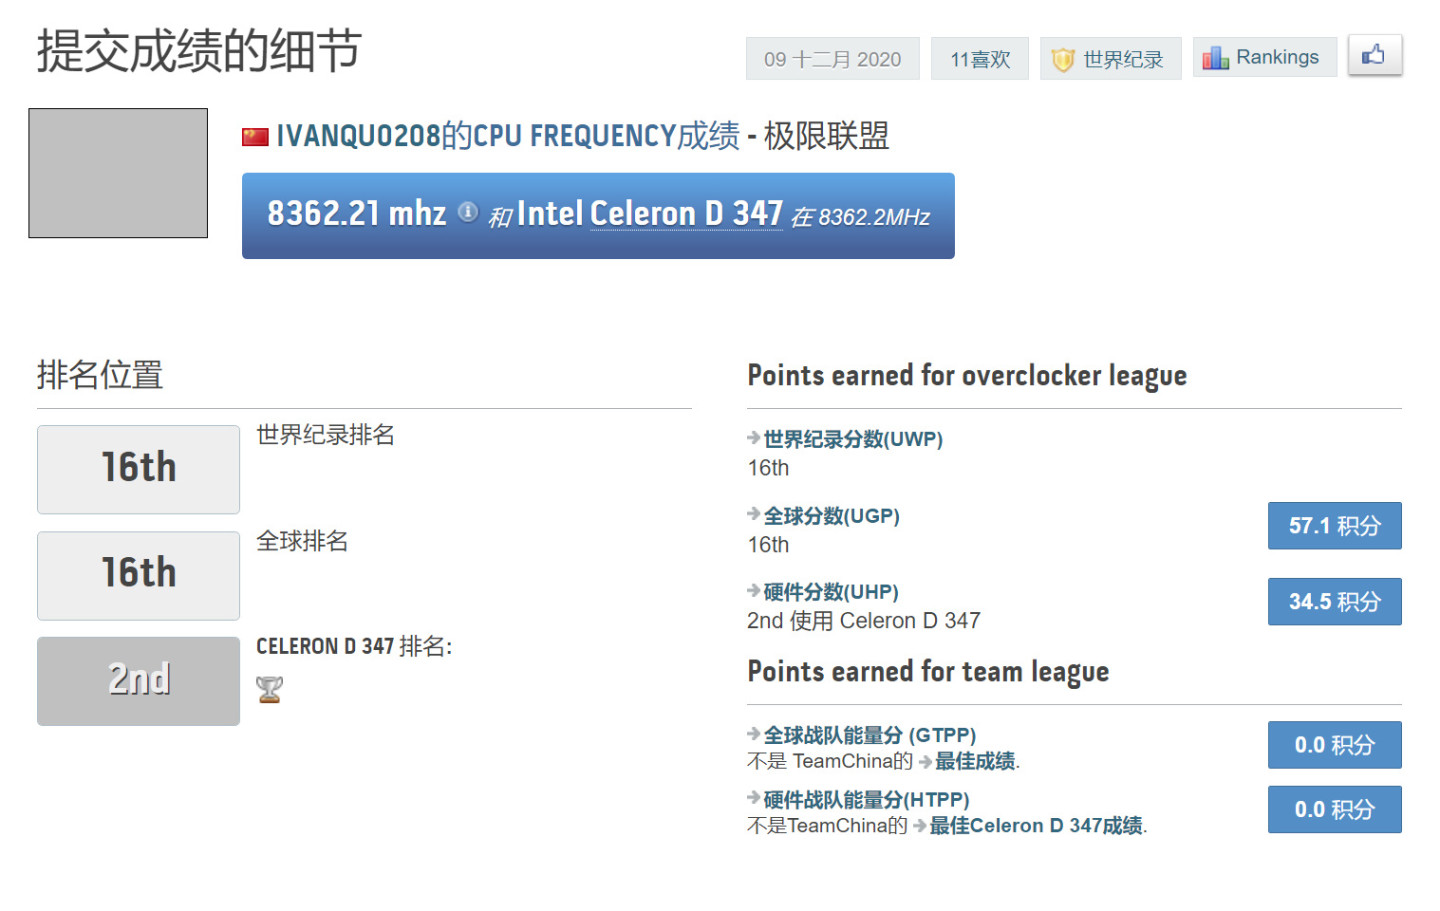 提交成绩的细节
09 十二月 2020
11喜欢
世界纪录
Rankings
IVANQU0208的CPU FREQUENCY成绩 - 极限联盟
8362.21 mhz 和 Intel Celeron D 347 在 8362.2MHz
排名位置
16th
世界纪录排名
16th
全球排名
2nd
CELERON D 347 排名:
Points earned for overclocker league
世界纪录分数(UWP)
16th
全球分数(UGP)
16th
57.1 积分
硬件分数(UHP)
2nd 使用 Celeron D 347
34.5 积分
Points earned for team league
全球战队能量分 (GTPP)
不是 TeamChina的 最佳成绩.
0.0 积分
硬件战队能量分(HTPP)
不是TeamChina的 最佳Celeron D 347成绩.
0.0 积分